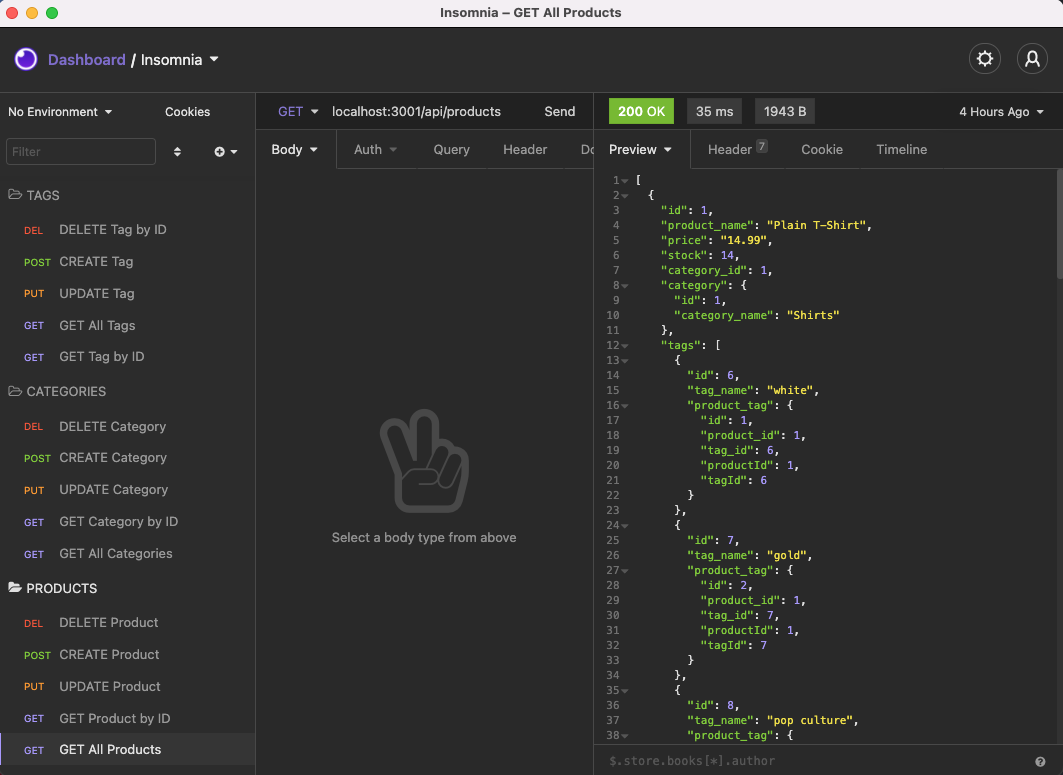 Insomnia – GET All Products
Dashboard / Insomnia
No Environment
Cookies
Filter
TAGS
DEL DELETE Tag by ID
POST CREATE Tag
PUT UPDATE Tag
GET GET All Tags
GET GET Tag by ID
CATEGORIES
DEL DELETE Category
POST CREATE Category
PUT UPDATE Category
GET GET Category by ID
GET GET All Categories
PRODUCTS
DEL DELETE Product
POST CREATE Product
PUT UPDATE Product
GET GET Product by ID
GET GET All Products
GET localhost:3001/api/products Send
Body Auth Query Header Do
Select a body type from above
200 OK 35 ms 1943 B 4 Hours Ago
Preview Header 7 Cookie Timeline
1 [
2 {
3 "id": 1,
4 "product_name": "Plain T-Shirt",
5 "price": "14.99",
6 "stock": 14,
7 "category_id": 1,
8 "category": {
9 "id": 1,
10 "category_name": "Shirts"
11 },
12 "tags": [
13 {
14 "id": 6,
15 "tag_name": "white",
16 "product_tag": {
17 "id": 1,
18 "product_id": 1,
19 "tag_id": 6,
20 "productId": 1,
21 "tagId": 6
22 }
23 },
24 {
25 "id": 7,
26 "tag_name": "gold",
27 "product_tag": {
28 "id": 2,
29 "product_id": 1,
30 "tag_id": 7,
31 "productId": 1,
32 "tagId": 7
33 }
34 },
35 {
36 "id": 8,
37 "tag_name": "pop culture",
38 "product_tag": {
$.store.books[*].author